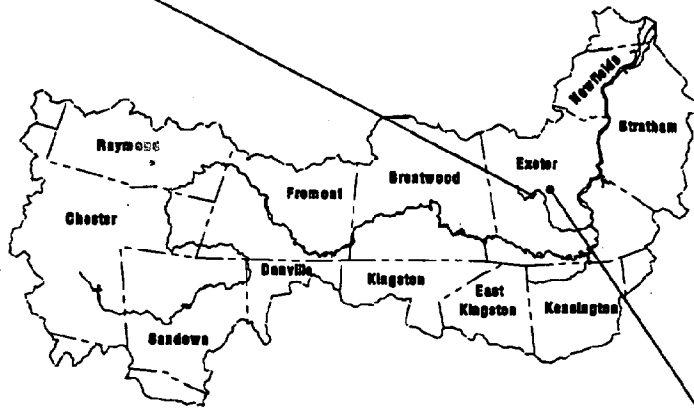 Newfields
Stratham
Raymond
Exeter
Fremont
Brentwood
Chester
Danville
Kingston
East
Kingston
Kensington
Sandown